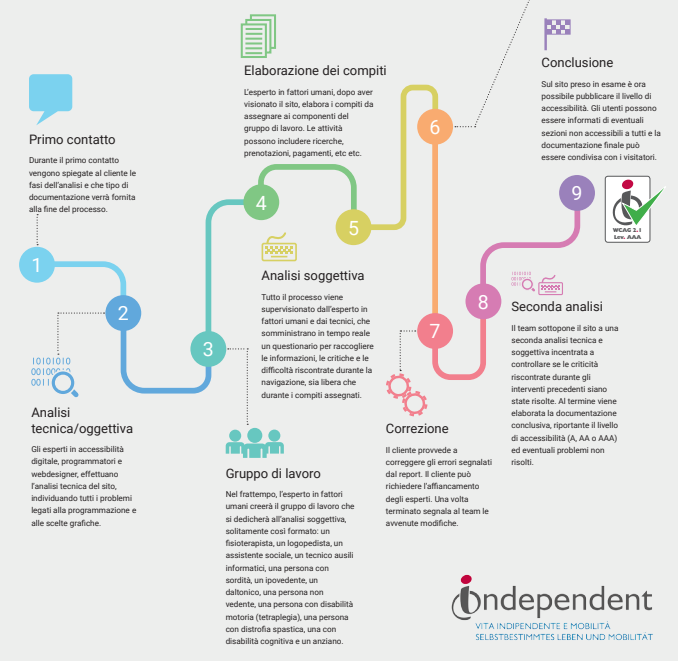 Primo contatto
Durante il primo contatto
vengono spiegate al cliente le
fasi dell'analisi e che tipo di
documentazione verrà fornita
alla fine del processo.
1
2
10101010
Analisi
tecnica/oggettiva
Gli esperti in accessibilità
digitale, programmatori e
webdesigner, effettuano
l'analisi tecnica del sito,
individuando tutti i problemi
legati alla programmazione e
alle scelte grafiche.
3
Gruppo di lavoro
Nel frattempo, l'esperto in fattori
umani creerà il gruppo di lavoro che
si dedicherà all'analisi soggettiva,
solitamente così formato: un
fisioterapista, un logopedista, un
assistente sociale, un tecnico ausili
informatici, una persona con
sordità, un ipovedente, un
daltonico, una persona non
vedente, una persona con disabilità
motoria (tetraplegia), una persona
con distrofia spastica, una con
disabilità cognitiva e un anziano.
Elaborazione dei compiti
L'esperto in fattori umani, dopo aver
visionato il sito, elabora i compiti da
assegnare ai componenti del
gruppo di lavoro. Le attività
possono includere ricerche,
prenotazioni, pagamenti, etc etc.
4
5
Analisi soggettiva
Tutto il processo viene
supervisionato dall'esperto in
fattori umani e dai tecnici, che
somministrano in tempo reale
un questionario per raccogliere
le informazioni, le critiche e le
difficoltà riscontrate durante la
navigazione, sia libera che
durante i compiti assegnati.
6
7
Correzione
Il cliente provvede a
correggere gli errori segnalati
dal report. Il cliente può
richiedere l'affiancamento
degli esperti. Una volta
terminato segnala al team le
avvenute modifiche.
8
Seconda analisi
Il team sottopone il sito a una
seconda analisi tecnica e
soggettiva incentrata a
controllare se le criticità
riscontrate durante gli
interventi precedenti siano
state risolte. Al termine viene
elaborata la documentazione
conclusiva, riportante il livello
di accessibilità (A, AA o AAA)
ed eventuali problemi non
risolti.
Conclusione
Sul sito preso in esame è ora
possibile pubblicare il livello di
accessibilità. Gli utenti possono
essere informati di eventuali
sezioni non accessibili a tutti e la
documentazione finale può
essere condivisa con i visitatori.
9
WCAG 2.1
Lev. AAA
independent
VITA INDIPENDENTE E MOBILITÀ
SELBSTBESTIMMTES LEBEN UND MOBILITÄT